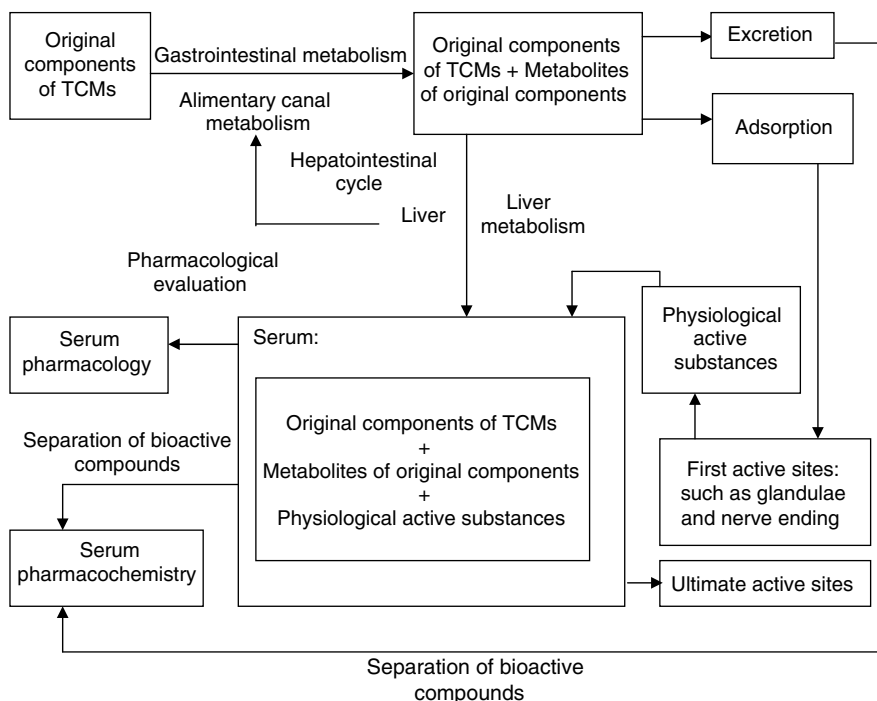 Original
components
of TCMs
Gastrointestinal metabolism
Original components
of TCMs + Metabolites
of original components
Excretion
Adsorption
Alimentary canal
metabolism
Hepatointestinal
cycle
Liver
Liver
metabolism
Pharmacological
evaluation
Physiological
active
substances
Serum
pharmacology
Serum:
Original components of TCMs
+
Metabolites of original components
+
Physiological active substances
Separation of bioactive
compounds
First active sites:
such as glandulae
and nerve ending
Serum
pharmacochemistry
Ultimate active sites
Separation of bioactive
compounds